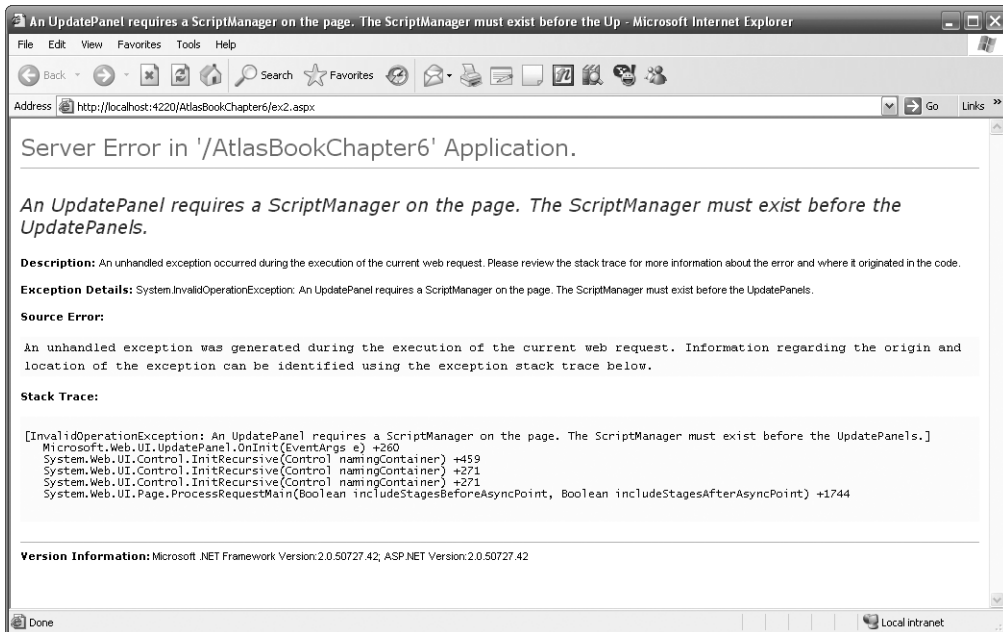 An UpdatePanel requires a ScriptManager on the page. The ScriptManager must exist before the Up - Microsoft Internet Explorer
File Edit View Favorites Tools Help
Back Search Favorites
Address http://localhost:4220/AtlasBookChapter6/ex2.aspx Go Links »
Server Error in '/AtlasBookChapter6' Application.
An UpdatePanel requires a ScriptManager on the page. The ScriptManager must exist before the
UpdatePanels.
Description: An unhandled exception occurred during the execution of the current web request. Please review the stack trace for more information about the error and where it originated in the code.
Exception Details: System.InvalidOperationException: An UpdatePanel requires a ScriptManager on the page. The ScriptManager must exist before the UpdatePanels.
Source Error:
An unhandled exception was generated during the execution of the current web request. Information regarding the origin and
location of the exception can be identified using the exception stack trace below.
Stack Trace:
[InvalidOperationException: An UpdatePanel requires a ScriptManager on the page. The ScriptManager must exist before the UpdatePanels.]
Microsoft.Web.UI.UpdatePanel.OnInit(EventArgs e) +260
System.Web.UI.Control.InitRecursive(Control namingContainer) +459
System.Web.UI.Control.InitRecursive(Control namingContainer) +271
System.Web.UI.Control.InitRecursive(Control namingContainer) +271
System.Web.UI.Page.ProcessRequestMain(Boolean includeStagesBeforeAsyncPoint, Boolean includeStagesAfterAsyncPoint) +1744
Version Information: Microsoft .NET Framework Version:2.0.50727.42; ASP.NET Version:2.0.50727.42
Done Local intranet